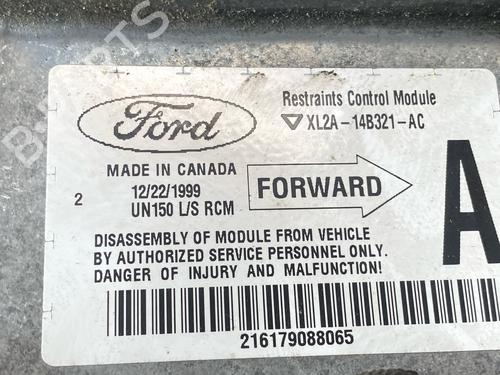 Ford
Restraints Control Module
XL2A-14B321-AC
MADE IN CANADA
12/22/1999
2
UN150 L/S RCM
FORWARD
A
DISASSEMBLY OF MODULE FROM VEHICLE
BY AUTHORIZED SERVICE PERSONNEL ONLY.
DANGER OF INJURY AND MALFUNCTION!
216179088065